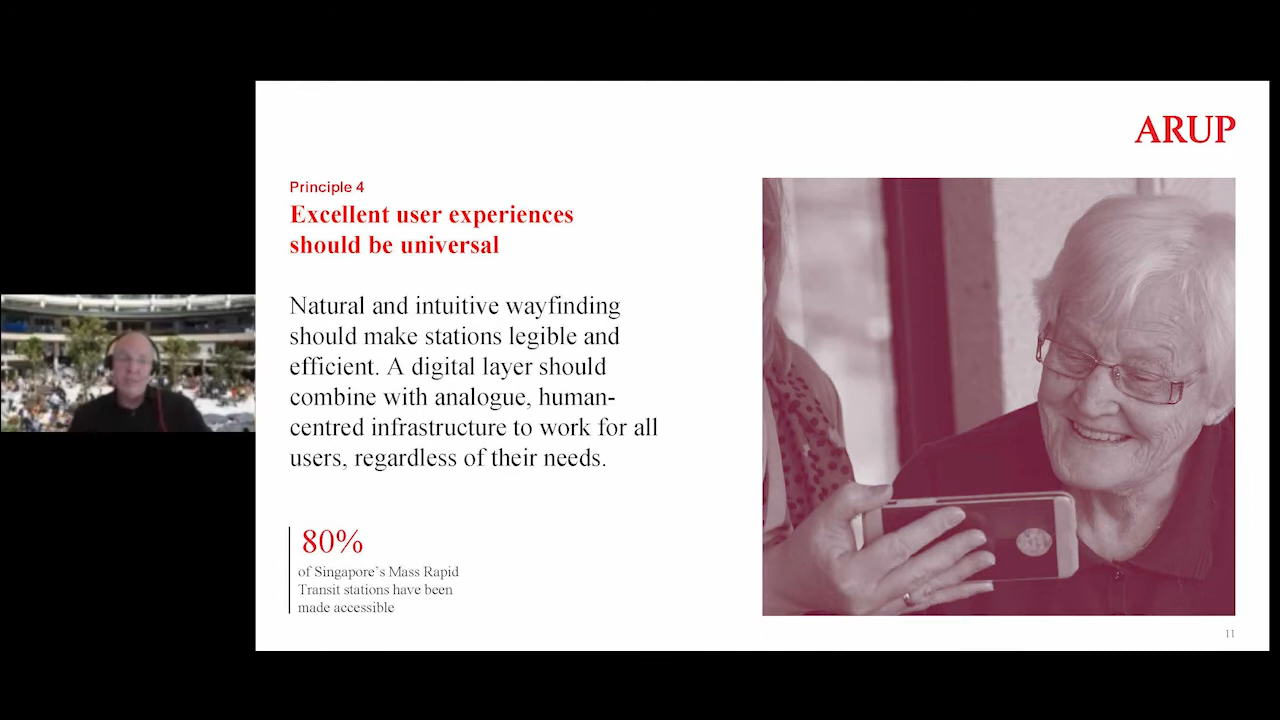 ARUP
Principle 4
Excellent user experiences
should be universal
Natural and intuitive wayfinding
should make stations legible and
efficient. A digital layer should
combine with analogue, human-
centred infrastructure to work for all
users, regardless of their needs.
80%
of Singapore's Mass Rapid
Transit stations have been
made accessible
11